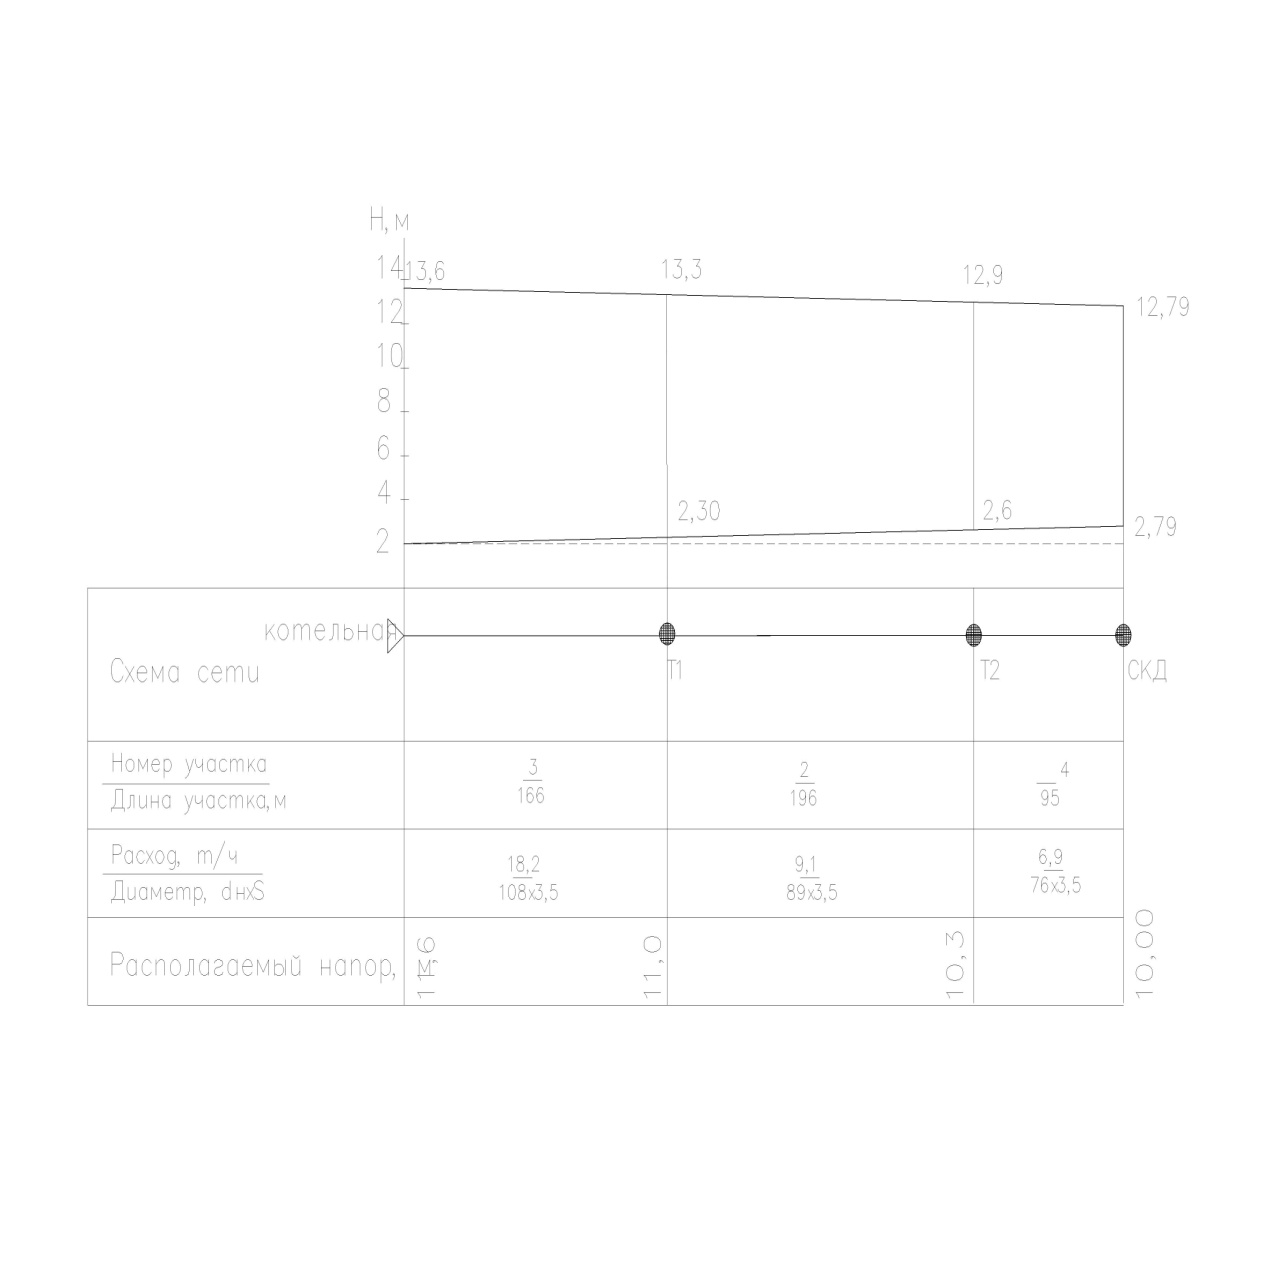 Н,м
14
13,6
13,3
12,9
12,79
12
10
8
6
4
2,30
2,6
2,79
2
котельная
Схема сети
Т1
Т2
СКД
Номер участка
Длина участка,м
3
166
2
196
4
95
Расход, т/ч
Диаметр, dнхS
18,2
108х3,5
9,1
89х3,5
6,9
76х3,5
Располагаемый напор, м
11,6
11,0
10,3
10,00